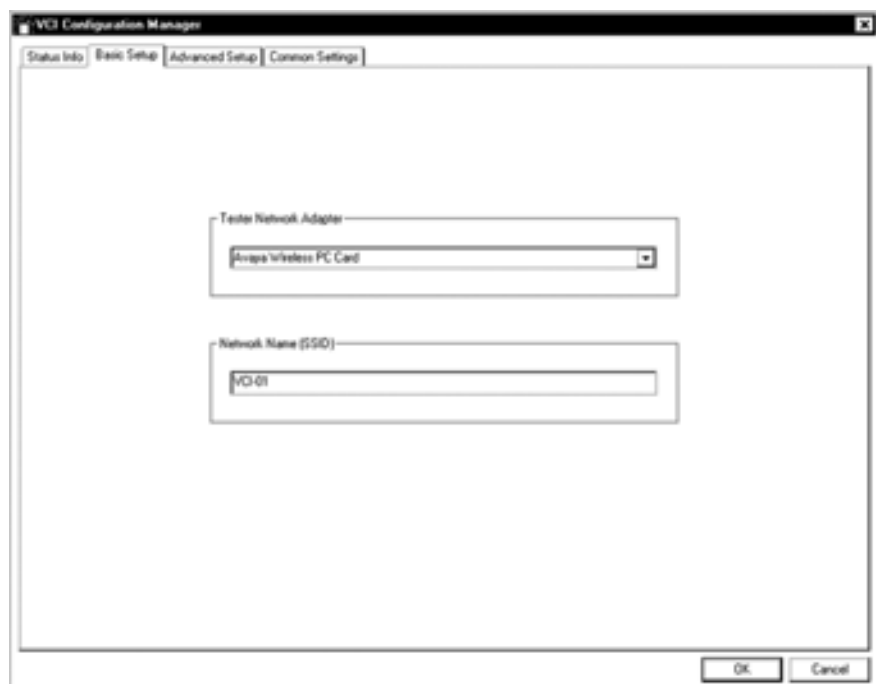 VCI Configuration Manager
Status Info Basic Setup Advanced Setup Common Settings
Tester Network Adapter
Avaya Wireless PC Card
Network Name (SSID)
VCI-01
OK Cancel